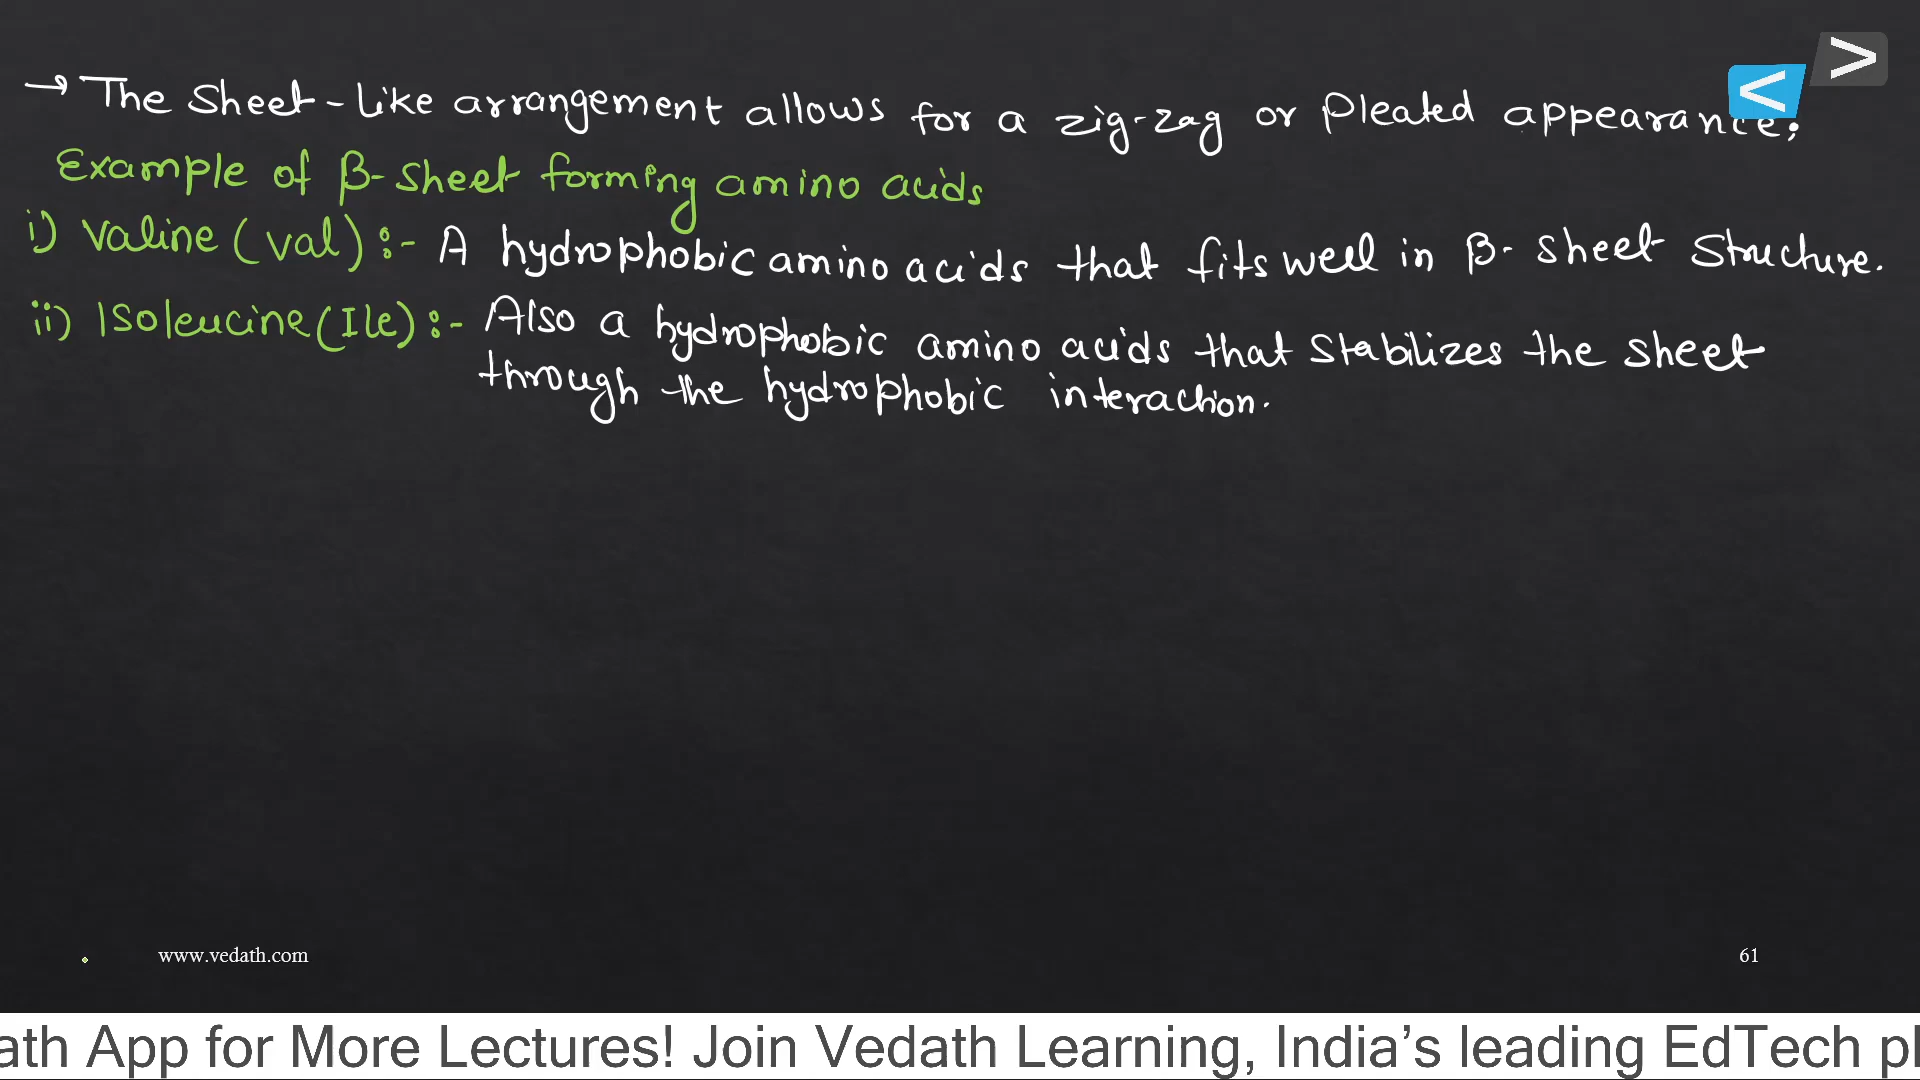 → The Sheet-Like arrangement allows for a zig-zag or Pleated appearance.
Example of β-sheet forming amino acids
i) Valine (val) :- A hydrophobic amino acids that fits well in β-sheet Structure.
ii) Isoleucine (Ile) :- Also a hydrophobic amino acids that Stabilizes the sheet
through the hydrophobic interaction.
www.vedath.com
61
ath App for More Lectures! Join Vedath Learning, India’s leading EdTech pl